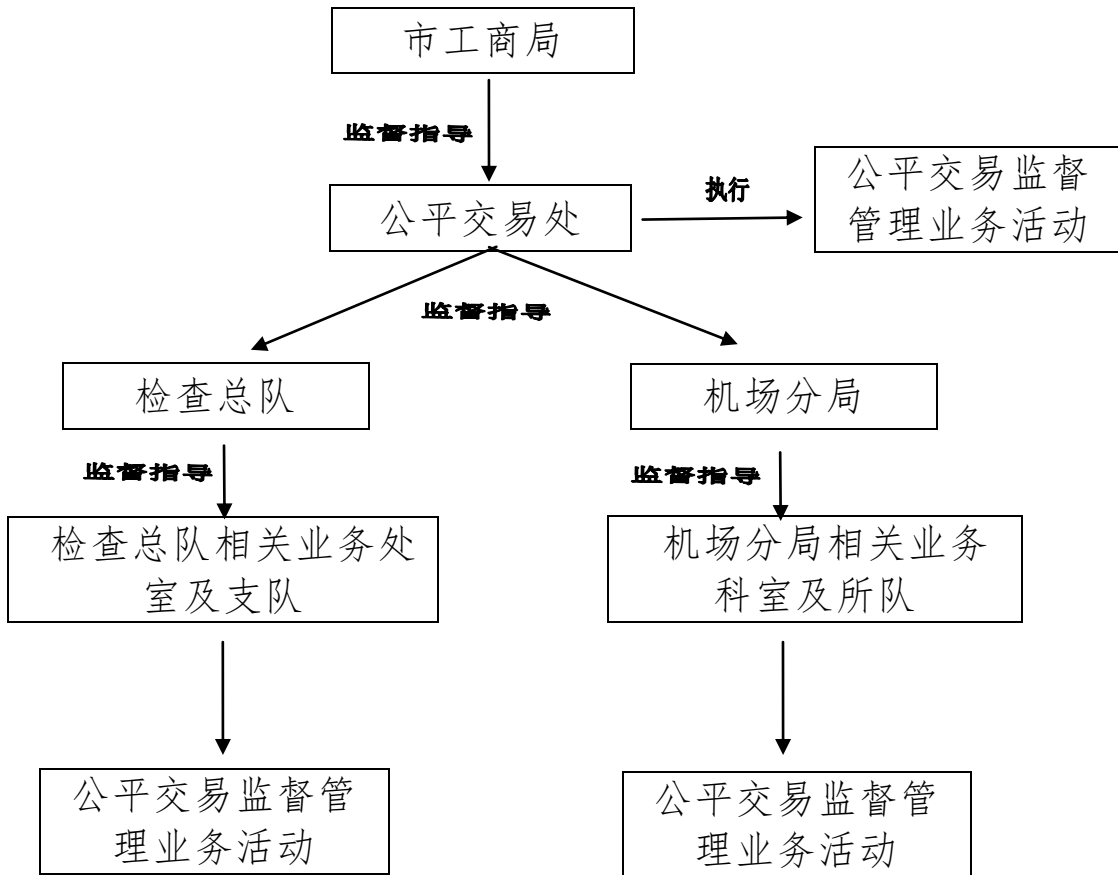 市工商局
监督指导
公平交易处
执行
公平交易监督
管理业务活动
监督指导
检查总队
机场分局
监督指导
监督指导
检查总队相关业务处
室及支队
机场分局相关业务
科室及所队
公平交易监督管
理业务活动
公平交易监督管
理业务活动